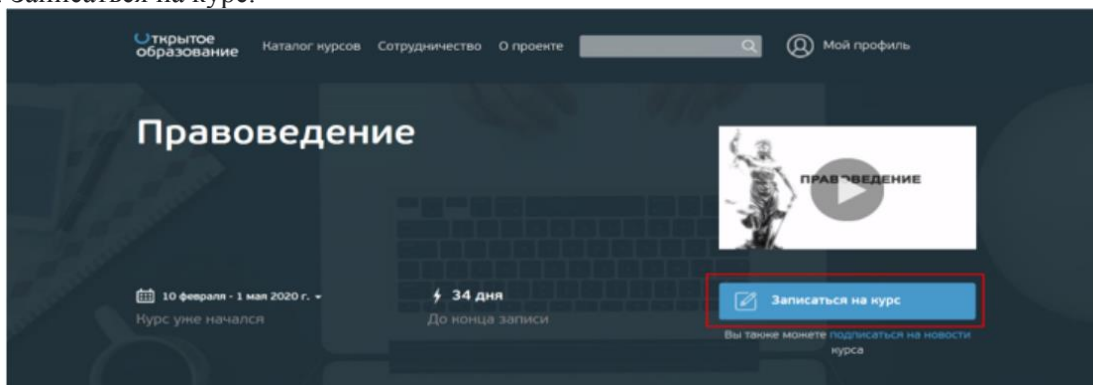 Записаться на курс.
Открытое
образование
Каталог курсов Сотрудничество О проекте Мой профиль
Правоведение
ПРАВОВЕДЕНИЕ
10 февраля - 1 мая 2020 г.
Курс уже начался
34 дня
До конца записи
Записаться на курс
Вы также можете подписаться на новости
курса